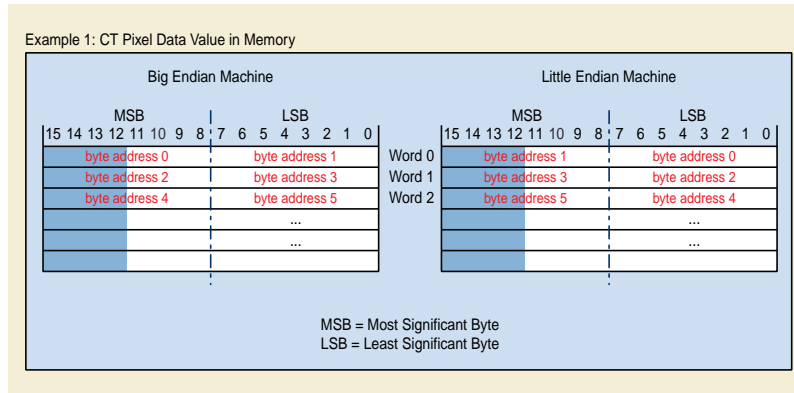 Example 1: CT Pixel Data Value in Memory
Big Endian Machine
Little Endian Machine
MSB LSB
MSB LSB
15 14 13 12 11 10 9 8 7 6 5 4 3 2 1 0
15 14 13 12 11 10 9 8 7 6 5 4 3 2 1 0
byte address 0 byte address 1 Word 0 byte address 1 byte address 0
byte address 2 byte address 3 Word 1 byte address 3 byte address 2
byte address 4 byte address 5 Word 2 byte address 5 byte address 4
... ...
... ...
MSB = Most Significant Byte
LSB = Least Significant Byte